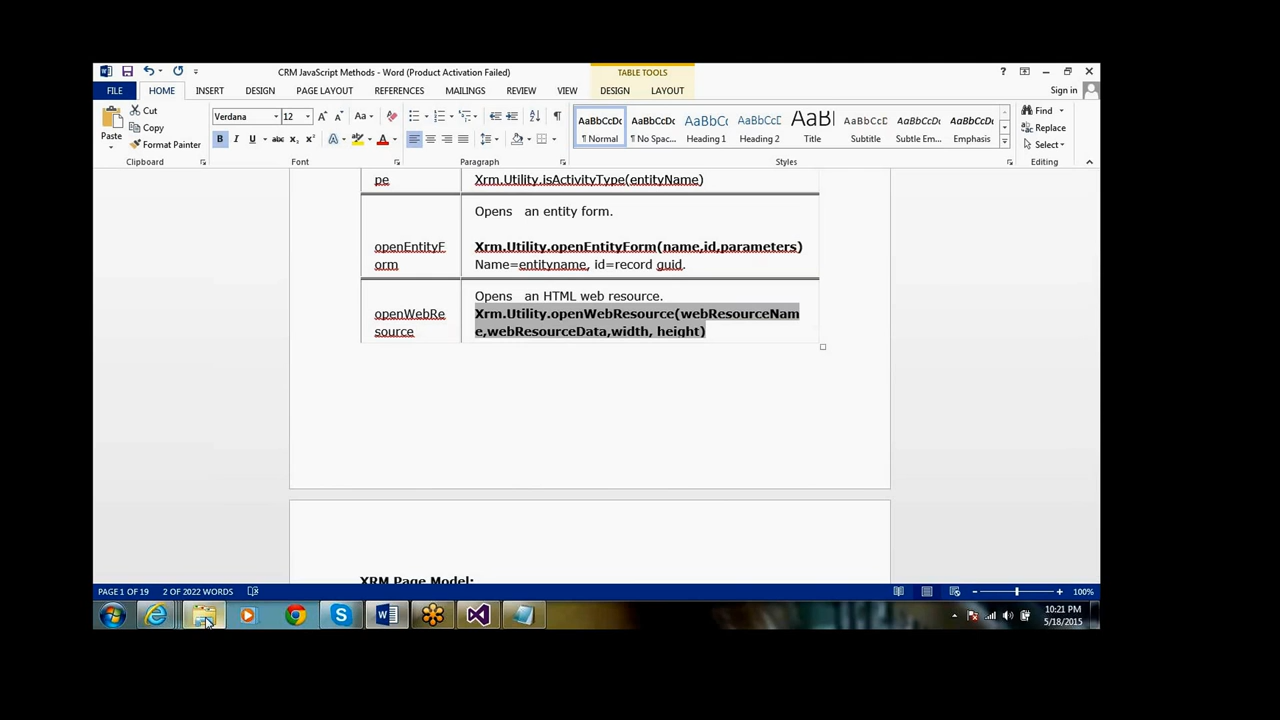 CRM JavaScript Methods - Word (Product Activation Failed)
TABLE TOOLS
?
FILE
HOME
INSERT
DESIGN
PAGE LAYOUT
REFERENCES
MAILINGS
REVIEW
VIEW
DESIGN
LAYOUT
Sign in
Paste
Cut
Copy
Format Painter
Clipboard
Verdana
12
Aa
B I U
Font
Paragraph
AaBbCcDc
¶ Normal
AaBbCcDc
¶ No Spac...
AaBbCc
Heading 1
AaBbCc
Heading 2
AaBl
Title
AaBbCcD
Subtitle
AaBbCcDc
Subtle Em...
AaBbCcDc
Emphasis
Styles
Find
Replace
Select
Editing
pe
Xrm.Utility.isActivityType(entityName)
openEntityF
orm
Opens an entity form.
Xrm.Utility.openEntityForm(name,id,parameters)
Name=entityname, id=record guid.
openWebRe
source
Opens an HTML web resource.
Xrm.Utility.openWebResource(webResourceNam
e,webResourceData,width, height)
XRM Page Model:
PAGE 1 OF 19
2 OF 2022 WORDS
100%
10:21 PM
5/18/2015